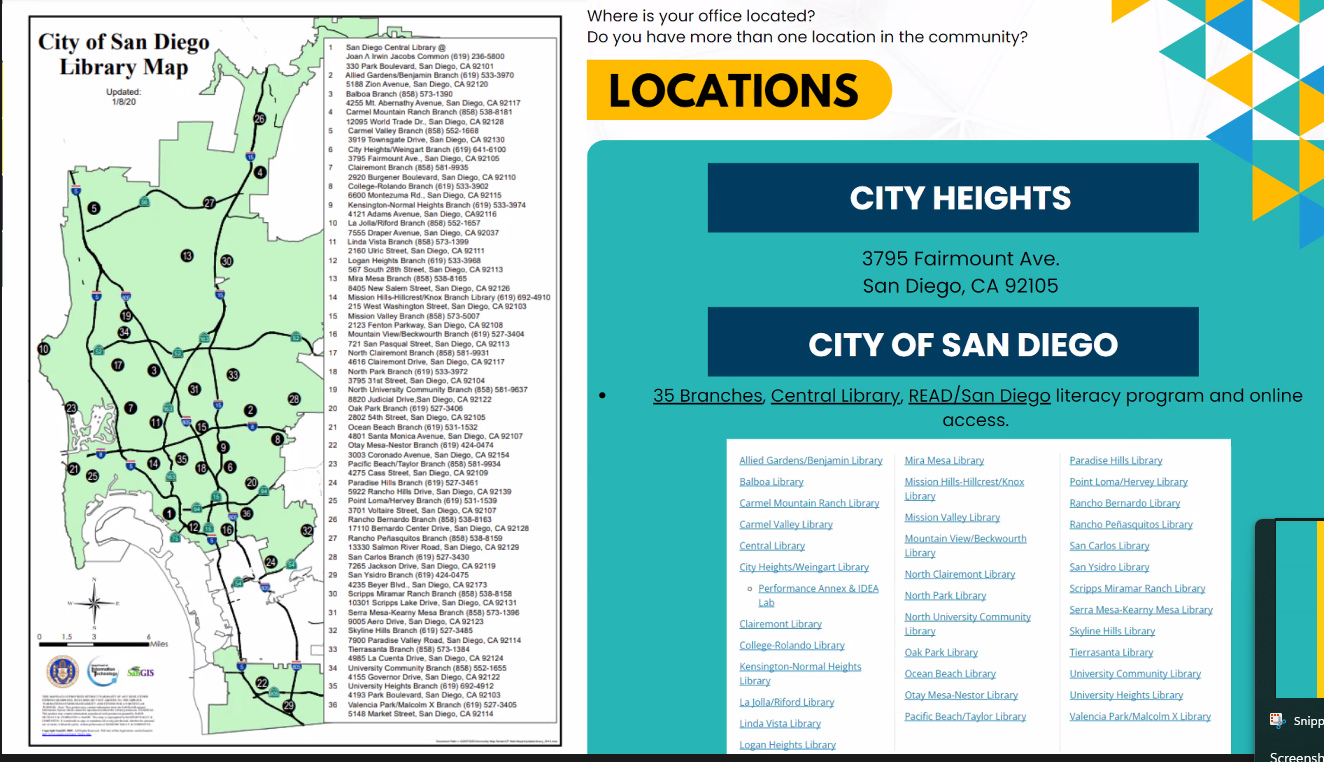 City of San Diego
Library Map
Updated:
1/8/20
1 San Diego Central Library @
Joan Λ Irwin Jacobs Common (619) 236-5800
330 Park Boulevard, San Diego, CA 92101
2 Allied Gardens/Benjamin Branch (619) 533-3970
5188 Zion Avenue, San Diego, CA 92120
3 Balboa Branch (858) 573-1390
4255 Mt. Abernathy Avenue, San Diego, CA 92117
4 Carmel Mountain Ranch Branch (858) 538-8181
12095 World Trade Dr., San Diego, CA 92128
5 Carmel Valley Branch (858) 552-1668
3919 Townsgate Drive, San Diego, CA 92130
6 City Heights/Weingart Branch (619) 641-6100
3795 Fairmount Ave., San Diego, CA 92105
7 Clairemont Branch (858) 581-9935
2920 Burgener Boulevard, San Diego, CA 92110
8 College-Rolando Branch (619) 533-3902
6600 Montezuma Rd., San Diego, CA 92115
9 Kensington-Normal Heights Branch (619) 533-3974
4121 Adams Avenue, San Diego, CA92116
10 La Jolla/Riford Branch (858) 552-1657
7555 Draper Avenue, San Diego, CA 92037
11 Linda Vista Branch (858) 573-1399
2160 Ulric Street, San Diego, CA 92111
12 Logan Heights Branch (619) 533-3968
567 South 28th Street, San Diego, CA 92113
13 Mira Mesa Branch (858) 538-8165
8405 New Salem Street, San Diego, CA 92126
14 Mission Hills-Hillcrest/Knox Branch Library (619) 692-4910
215 West Washington Street, San Diego, CA 92103
15 Mission Valley Branch (858) 573-5007
2123 Fenton Parkway, San Diego, CA 92108
16 Mountain View/Beckwourth Branch (619) 527-3404
721 San Pasqual Street, San Diego, CA 92113
17 North Clairemont Branch (858) 581-9931
4616 Clairemont Drive, San Diego, CA 92117
18 North Park Branch (619) 533-3972
3795 31st Street, San Diego, CA 92104
19 North University Community Branch (858) 581-9637
8820 Judicial Drive,San Diego, CA 92122
20 Oak Park Branch (619) 527-3406
2802 54th Street, San Diego, CA 92105
21 Ocean Beach Branch (619) 531-1532
4801 Santa Monica Avenue, San Diego, CA 92107
22 Otay Mesa-Nestor Branch (619) 424-0474
3003 Coronado Avenue, San Diego, CA 92154
23 Pacific Beach/Taylor Branch (858) 581-9934
4275 Cass Street, San Diego, CA 92109
24 Paradise Hills Branch (619) 527-3461
5922 Rancho Hills Drive, San Diego, CA 92139
25 Point Loma/Hervey Branch (619) 531-1539
3701 Voltaire Street, San Diego, CA 92107
26 Rancho Bernardo Branch (858) 538-8163
17110 Bernardo Center Drive, San Diego, CA 92128
27 Rancho Peñasquitos Branch (858) 538-8159
13330 Salmon River Road, San Diego, CA 92129
28 San Carlos Branch (619) 527-3430
7265 Jackson Drive, San Diego, CA 92119
29 San Ysidro Branch (619) 424-0475
4235 Beyer Blvd., San Diego, CA 92173
30 Scripps Miramar Ranch Branch (858) 538-8158
10301 Scripps Lake Drive, San Diego, CA 92131
31 Serra Mesa-Kearny Mesa Branch (858) 573-1396
9005 Aero Drive, San Diego, CA 92123
32 Skyline Hills Branch (619) 527-3485
7900 Paradise Valley Road, San Diego, CA 92114
33 Tierrasanta Branch (858) 573-1384
4985 La Cuenta Drive, San Diego, CA 92124
34 University Community Branch (858) 552-1655
4155 Governor Drive, San Diego, CA 92122
35 University Heights Branch (619) 692-4912
4193 Park Boulevard, San Diego, CA 92103
36 Valencia Park/Malcolm X Branch (619) 527-3405
5148 Market Street, San Diego, CA 92114
0 1.5 3 6
Miles
SanGIS
Where is your office located?
Do you have more than one location in the community?
LOCATIONS
CITY HEIGHTS
3795 Fairmount Ave.
San Diego, CA 92105
CITY OF SAN DIEGO
• 35 Branches, Central Library, READ/San Diego literacy program and online
access.
Allied Gardens/Benjamin Library
Balboa Library
Carmel Mountain Ranch Library
Carmel Valley Library
Central Library
City Heights/Weingart Library
Performance Annex & IDEA
Lab
Clairemont Library
College-Rolando Library
Kensington-Normal Heights
Library
La Jolla/Riford Library
Linda Vista Library
Logan Heights Library
Mira Mesa Library
Mission Hills-Hillcrest/Knox
Library
Mission Valley Library
Mountain View/Beckwourth
Library
North Clairemont Library
North Park Library
North University Community
Library
Oak Park Library
Ocean Beach Library
Otay Mesa-Nestor Library
Pacific Beach/Taylor Library
Paradise Hills Library
Point Loma/Hervey Library
Rancho Bernardo Library
Rancho Peñasquitos Library
San Carlos Library
San Ysidro Library
Scripps Miramar Ranch Library
Serra Mesa-Kearny Mesa Library
Skyline Hills Library
Tierrasanta Library
University Community Library
University Heights Library
Valencia Park/Malcolm X Library
Snipp
Screensh